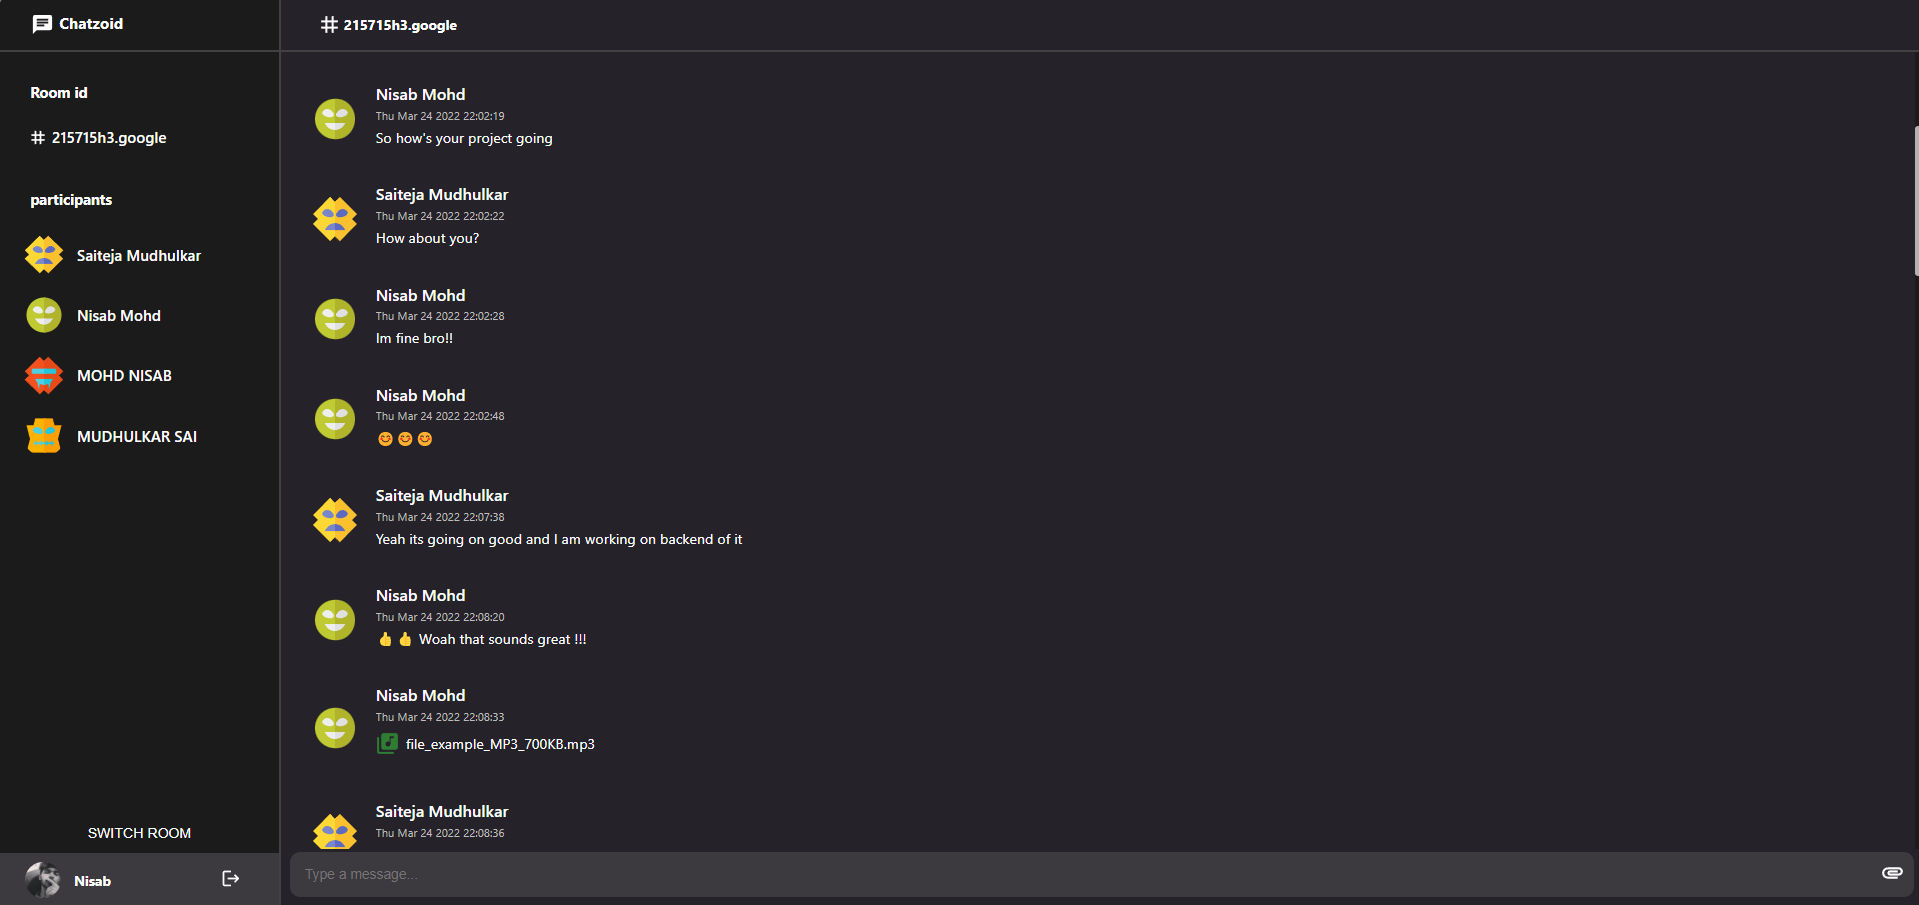 Chatzoid
Room id
# 215715h3.google
participants
Saiteja Mudhulkar
Nisab Mohd
MOHD NISAB
MUDHULKAR SAI
SWITCH ROOM
Nisab
# 215715h3.google
Nisab Mohd
Thu Mar 24 2022 22:02:19
So how's your project going
Saiteja Mudhulkar
Thu Mar 24 2022 22:02:22
How about you?
Nisab Mohd
Thu Mar 24 2022 22:02:28
Im fine bro!!
Nisab Mohd
Thu Mar 24 2022 22:02:48
😊 😊 😊
Saiteja Mudhulkar
Thu Mar 24 2022 22:07:38
Yeah its going on good and I am working on backend of it
Nisab Mohd
Thu Mar 24 2022 22:08:20
👍 👍 Woah that sounds great !!!
Nisab Mohd
Thu Mar 24 2022 22:08:33
file_example_MP3_700KB.mp3
Saiteja Mudhulkar
Thu Mar 24 2022 22:08:36
Type a message...